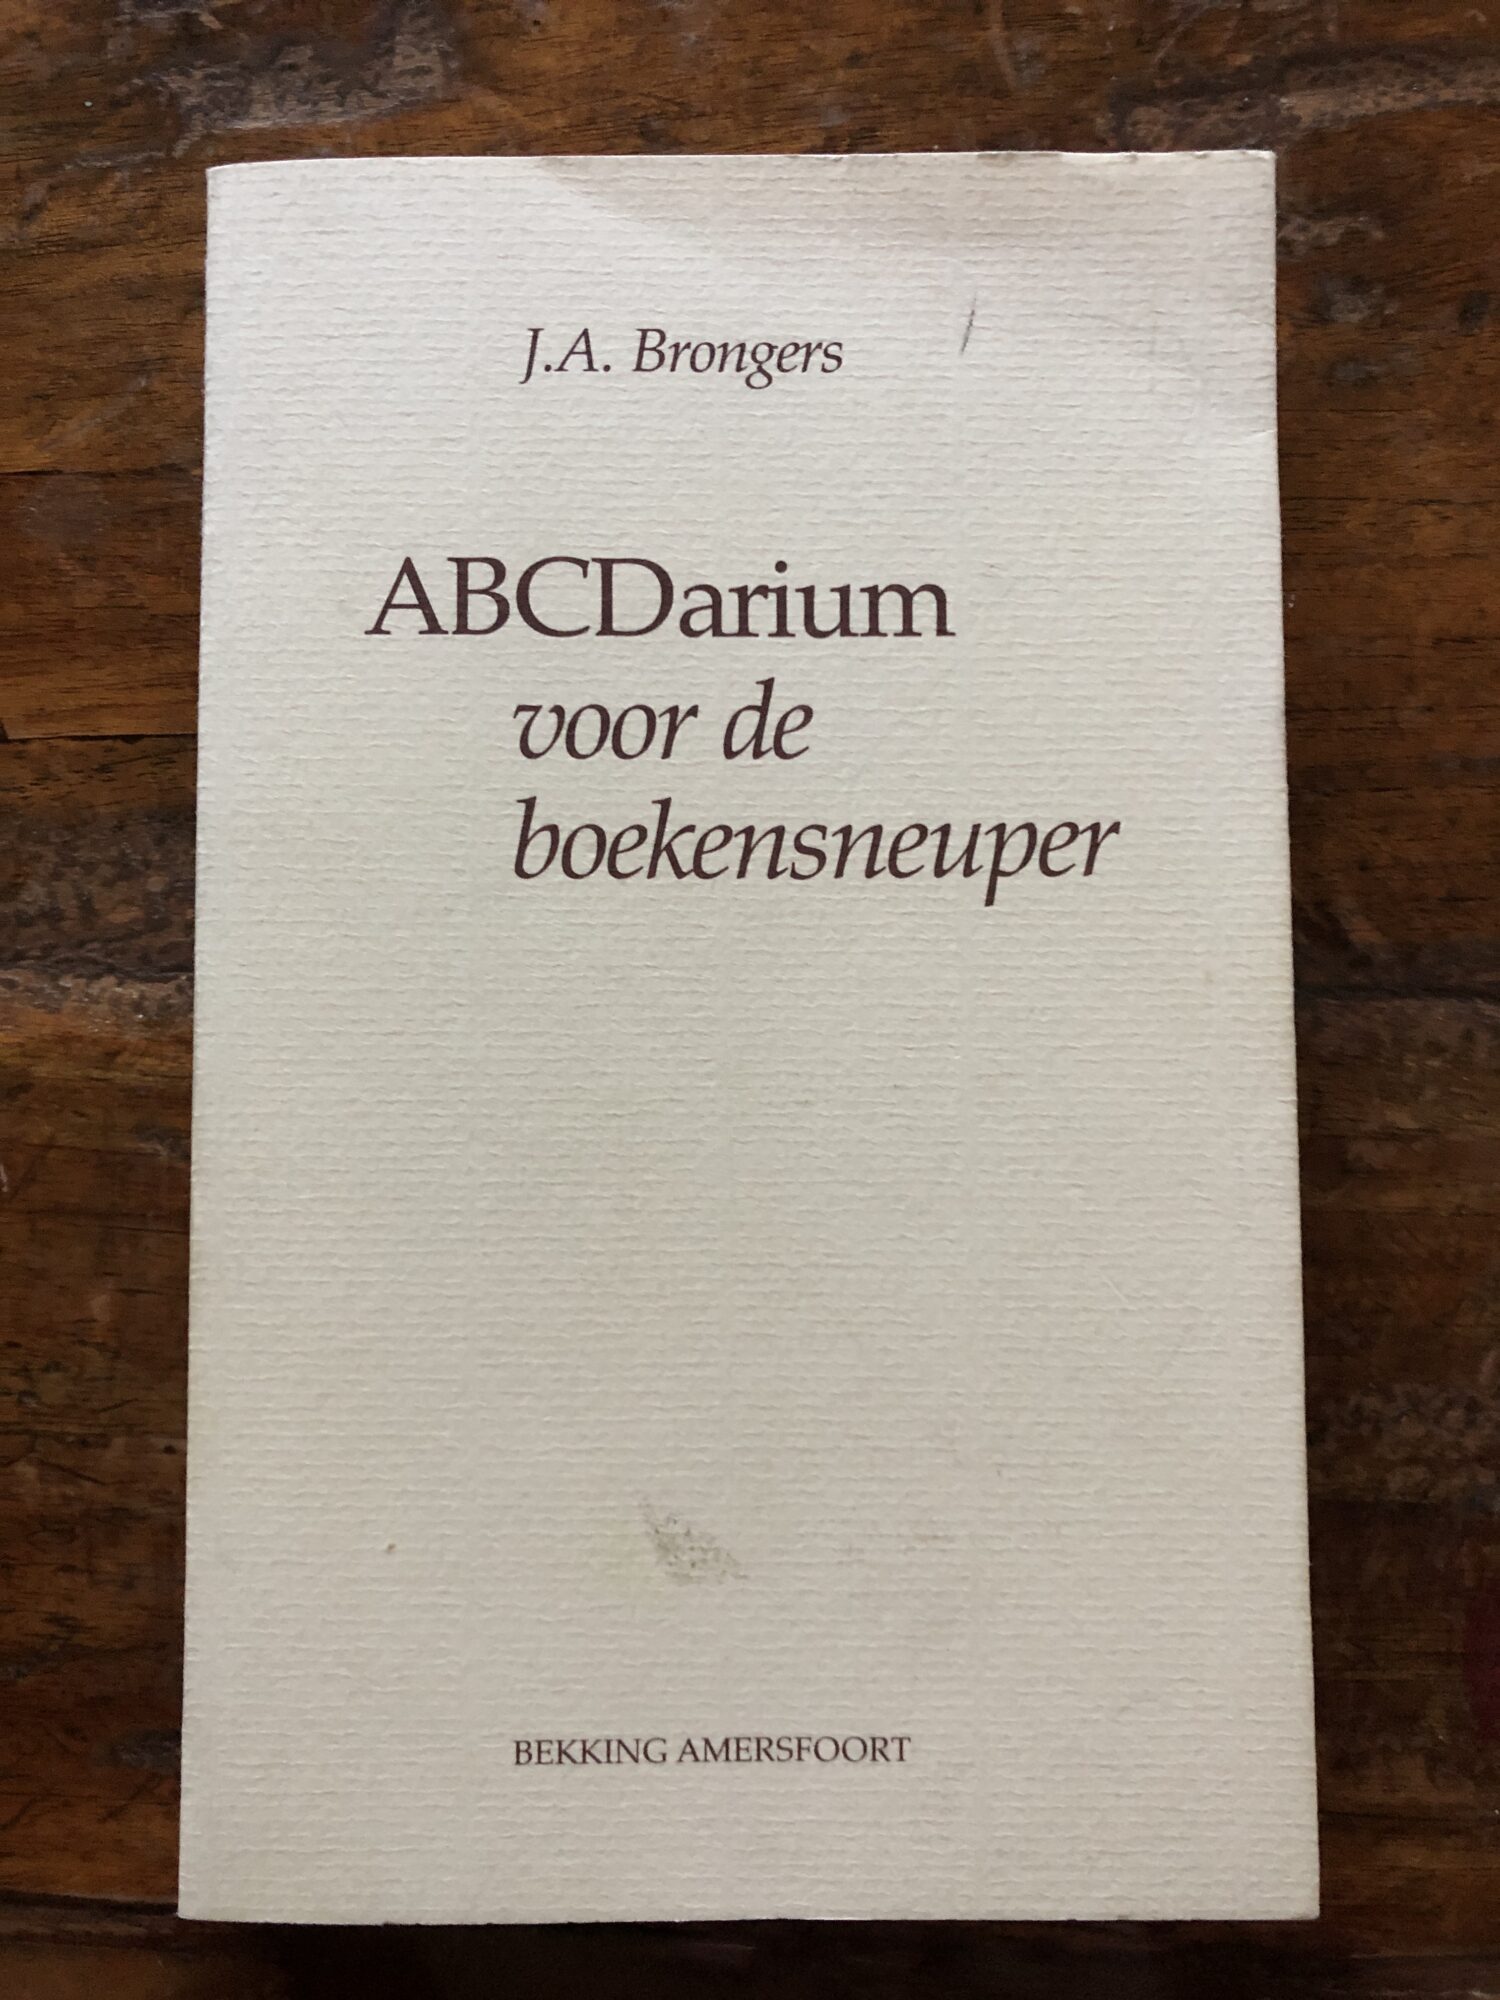 J.A. Brongers
ABCDarium
voor de
boekensneuper
BEKKING AMERSFOORT